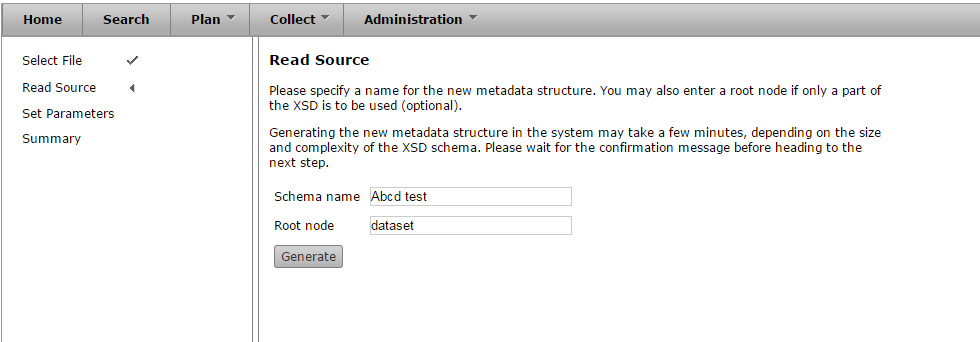 Home Search Plan Collect Administration
Select File
Read Source
Set Parameters
Summary
Read Source
Please specify a name for the new metadata structure. You may also enter a root node if only a part of
the XSD is to be used (optional).
Generating the new metadata structure in the system may take a few minutes, depending on the size
and complexity of the XSD schema. Please wait for the confirmation message before heading to the
next step.
Schema name Abcd test
Root node dataset
Generate